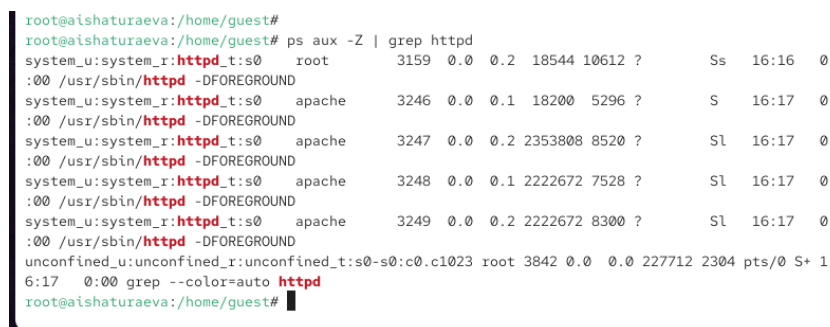 root@aishaturaeva:/home/guest#
root@aishaturaeva:/home/guest# ps aux -Z | grep httpd
system_u:system_r:httpd_t:s0    root        3159  0.0  0.2  18544 10612 ?        Ss   16:16   0
:00 /usr/sbin/httpd -DFOREGROUND
system_u:system_r:httpd_t:s0    apache      3246  0.0  0.1  18200  5296 ?        S    16:17   0
:00 /usr/sbin/httpd -DFOREGROUND
system_u:system_r:httpd_t:s0    apache      3247  0.0  0.2 2353808 8520 ?        Sl   16:17   0
:00 /usr/sbin/httpd -DFOREGROUND
system_u:system_r:httpd_t:s0    apache      3248  0.0  0.1 2222672 7528 ?        Sl   16:17   0
:00 /usr/sbin/httpd -DFOREGROUND
system_u:system_r:httpd_t:s0    apache      3249  0.0  0.2 2222672 8300 ?        Sl   16:17   0
:00 /usr/sbin/httpd -DFOREGROUND
unconfined_u:unconfined_r:unconfined_t:s0-s0:c0.c1023 root 3842 0.0  0.0 227712 2304 pts/0 S+ 1
6:17   0:00 grep --color=auto httpd
root@aishaturaeva:/home/guest#